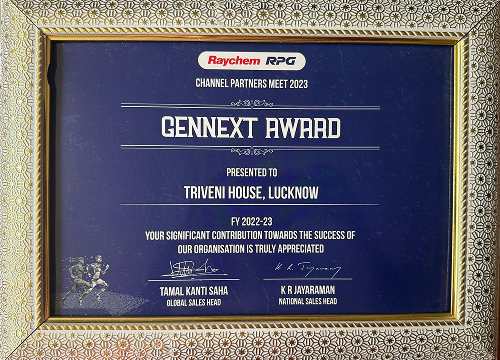 Raychem RPG
CHANNEL PARTNERS MEET 2023
GENNEXT AWARD
PRESENTED TO
TRIVENI HOUSE, LUCKNOW
FY 2022-23
YOUR SIGNIFICANT CONTRIBUTION TOWARDS THE SUCCESS OF
OUR ORGANISATION IS TRULY APPRECIATED
K. R. Jayaraman
TAMAL KANTI SAHA
GLOBAL SALES HEAD
K R JAYARAMAN
NATIONAL SALES HEAD